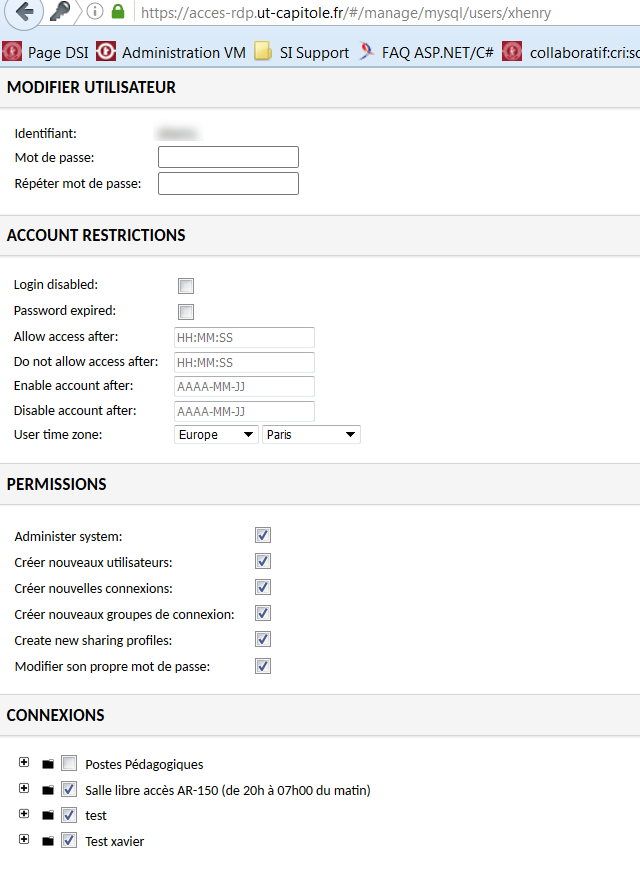 https://acces-rdp.ut-capitole.fr/#/manage/mysql/users/xhenry
Page DSI Administration VM SI Support FAQ ASP.NET/C# collaboratif:cri:sc
MODIFIER UTILISATEUR
Identifiant:
Mot de passe:
Répéter mot de passe:
ACCOUNT RESTRICTIONS
Login disabled:
Password expired:
Allow access after: HH:MM:SS
Do not allow access after: HH:MM:SS
Enable account after: AAAA-MM-JJ
Disable account after: AAAA-MM-JJ
User time zone: Europe Paris
PERMISSIONS
Administer system:
Créer nouveaux utilisateurs:
Créer nouvelles connexions:
Créer nouveaux groupes de connexion:
Create new sharing profiles:
Modifier son propre mot de passe:
CONNEXIONS
Postes Pédagogiques
Salle libre accès AR-150 (de 20h à 07h00 du matin)
test
Test xavier